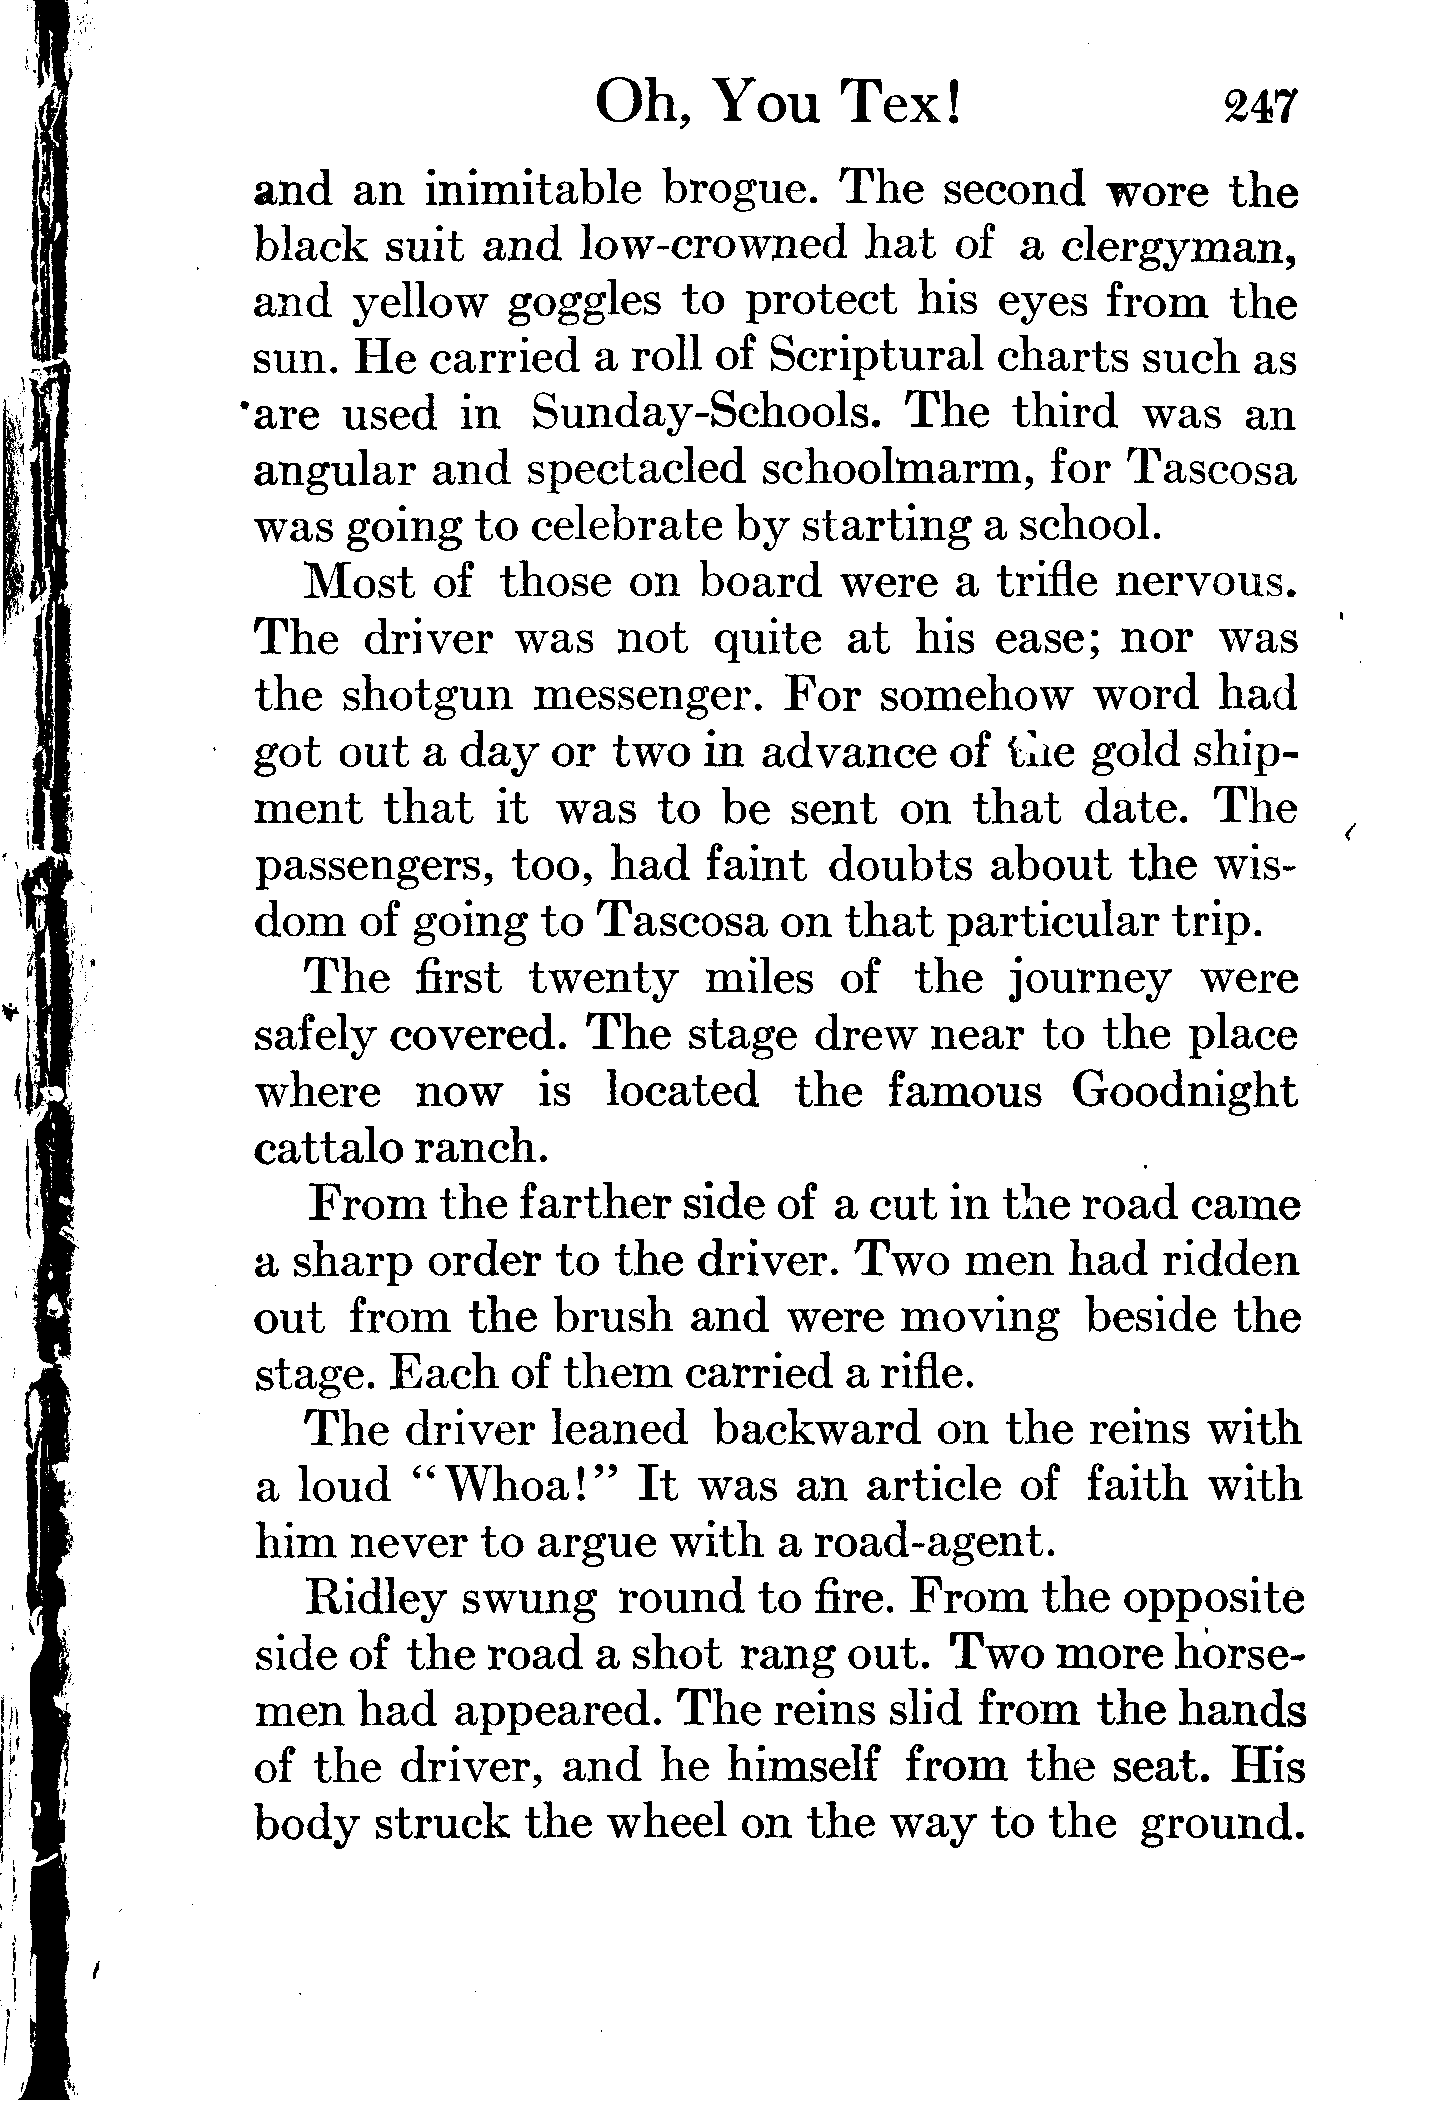 Oh, You Tex! 247
and an inimitable brogue. The second wore the
black suit and low-crowned hat of a clergyman,
and yellow goggles to protect his eyes from the
sun. He carried a roll of Scriptural charts such as
are used in Sunday-Schools. The third was an
angular and spectacled schoolmarm, for Tascosa
was going to celebrate by starting a school.
Most of those on board were a trifle nervous.
The driver was not quite at his ease; nor was
the shotgun messenger. For somehow word had
got out a day or two in advance of the gold ship-
ment that it was to be sent on that date. The
passengers, too, had faint doubts about the wis-
dom of going to Tascosa on that particular trip.
The first twenty miles of the journey were
safely covered. The stage drew near to the place
where now is located the famous Goodnight
cattalo ranch.
From the farther side of a cut in the road came
a sharp order to the driver. Two men had ridden
out from the brush and were moving beside the
stage. Each of them carried a rifle.
The driver leaned backward on the reins with
a loud "Whoa!" It was an article of faith with
him never to argue with a road-agent.
Ridley swung round to fire. From the opposite
side of the road a shot rang out. Two more horse-
men had appeared. The reins slid from the hands
of the driver, and he himself from the seat. His
body struck the wheel on the way to the ground.